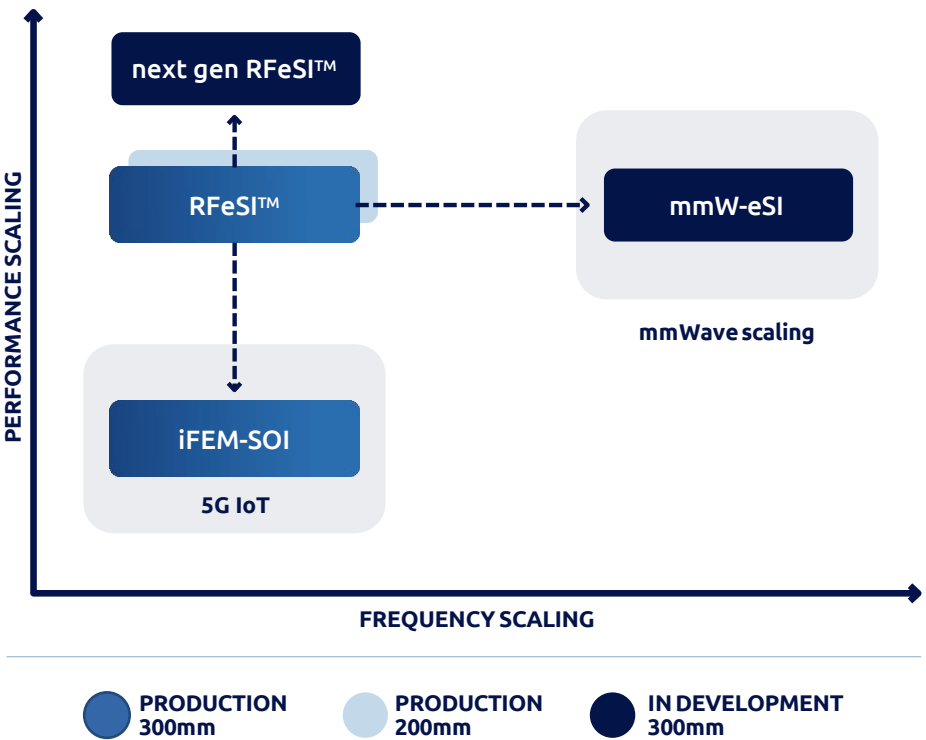 next gen RFeSI™
RFeSI™
mmW-eSI
mmWave scaling
iFEM-SOI
5G IoT
PERFORMANCE SCALING
FREQUENCY SCALING
PRODUCTION
300mm
PRODUCTION
200mm
IN DEVELOPMENT
300mm